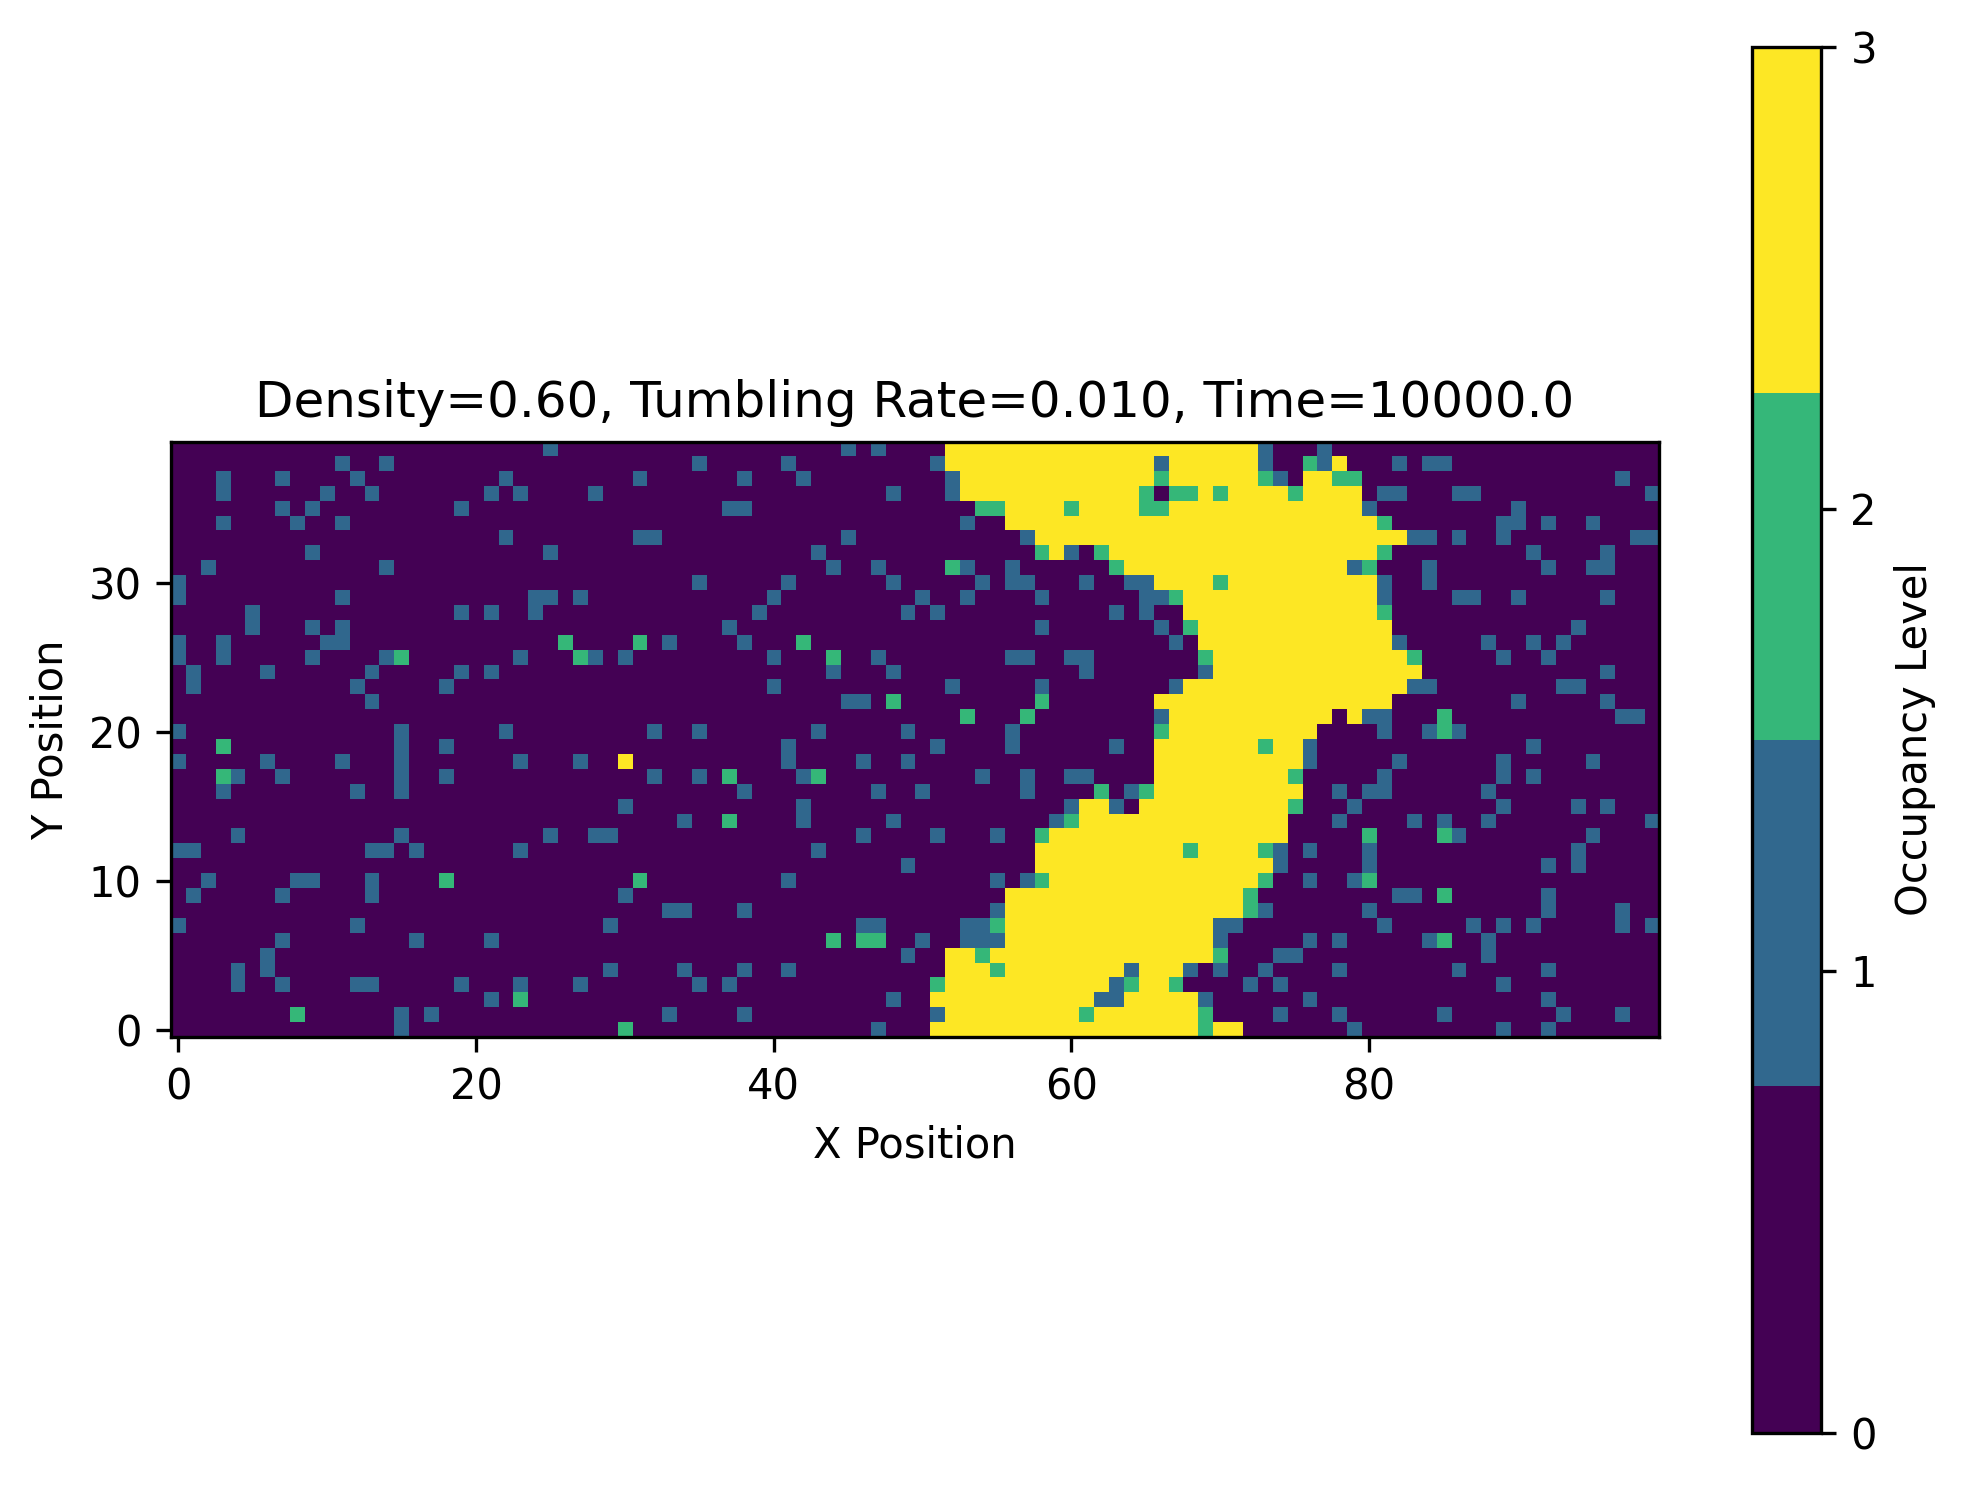 Density=0.60, Tumbling Rate=0.010, Time=10000.0
Y Position
30
20
10
0
0 20 40 60 80
X Position
3
2
1
0
Occupancy Level